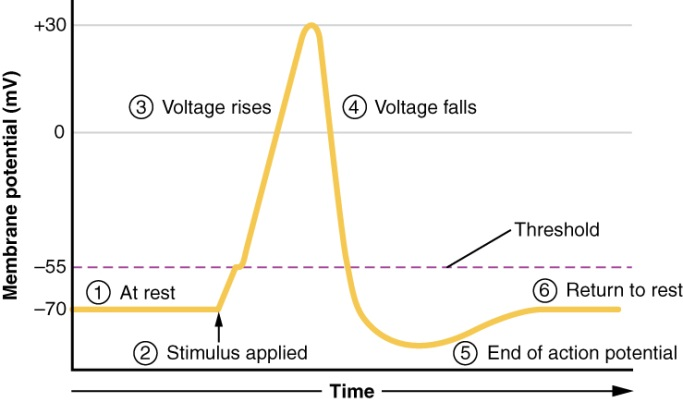 +30
③ Voltage rises
④ Voltage falls
0
Membrane potential (mV)
Threshold
–55
① At rest
⑥ Return to rest
–70
② Stimulus applied
⑤ End of action potential
Time